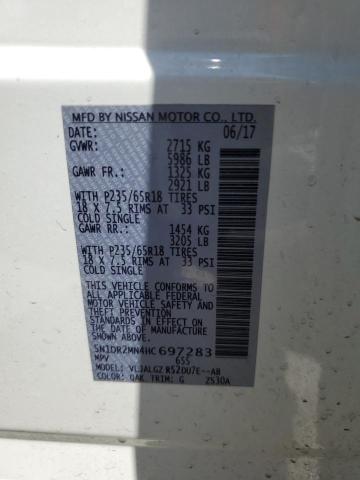 MFD BY NISSAN MOTOR CO., LTD.
DATE: 06/17
GVWR: 2715 KG
5986 LB
GAWR FR.: 1325 KG
2921 LB
WITH P235/65R18 TIRES
18 X 7.5 RIMS AT 33 PSI
COLD SINGLE
GAWR RR.: 1454 KG
3205 LB
WITH P235/65R18 TIRES
18 X 7.5 RIMS AT 33 PSI
COLD SINGLE
THIS VEHICLE CONFORMS TO ALL
APPLICABLE U.S. FEDERAL
MOTOR VEHICLE SAFETY AND
THEFT PREVENTION STANDARDS
IN EFFECT ON THE DATE OF
MANUFACTURE SHOWN ABOVE.
5N1DR2MN4HC697283
MPV 655
MODEL: VLJALGZ R52DU7E--AB
COLOR: QAK TRIM: G ZS30A